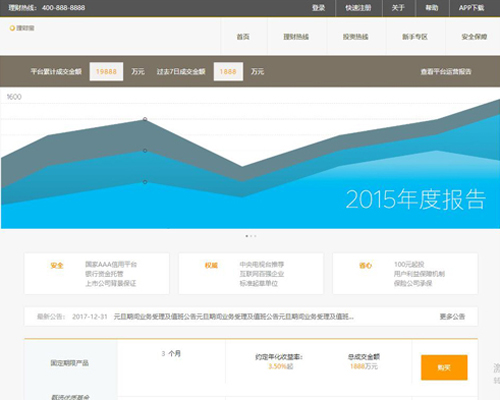 理财热线：400-888-8888 登录 快速注册 关于 帮助 APP下载
理财圈 首页 理财热线 投资热线 新手专区 安全保障
平台累计成交金额 19888 万元 过去7日成交金额 1888 万元 查看平台运营报告
1600
2015年度报告
安全 国家AAA信用平台 权威 中央电视台推荐 省心 100元起投
银行资金托管 互联网百强企业 用户利益保障机制
上市公司背景保证 标准起草单位 保险公司承保
最新公告： 2017-12-31 元旦期间业务受理及值班公告元旦期间业务受理及值班公告元旦期间业务受理及值班... 更多公告
固定期限产品 3 个月 约定年化收益率： 总成交金额 购买
3.50%起 1888万元
甄选优质基金